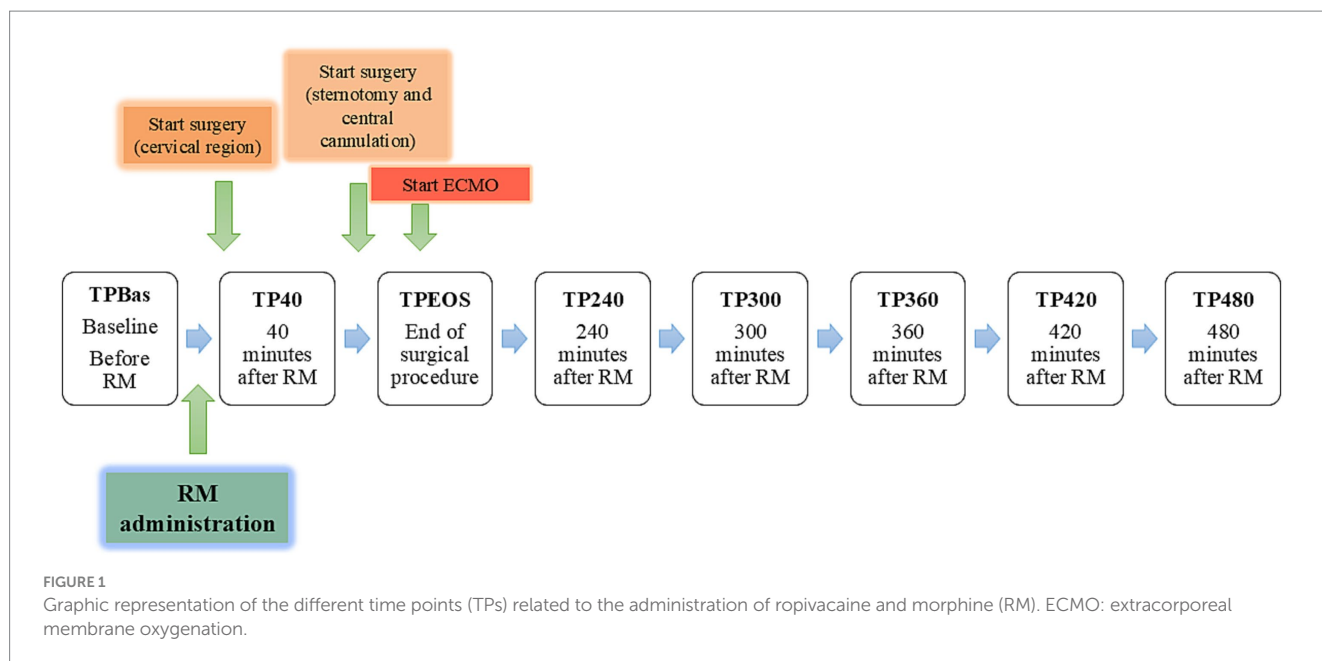 Start surgery
(cervical region)
Start surgery
(sternotomy and
central
cannulation)
Start ECMO
TPBas
Baseline
Before
RM
TP40
40
minutes
after RM
TPEOS
End of
surgical
procedure
TP240
240
minutes
after RM
TP300
300
minutes
after RM
TP360
360
minutes
after RM
TP420
420
minutes
after RM
TP480
480
minutes
after RM
RM
administration
FIGURE 1
Graphic representation of the different time points (TPs) related to the administration of ropivacaine and morphine (RM). ECMO: extracorporeal
membrane oxygenation.